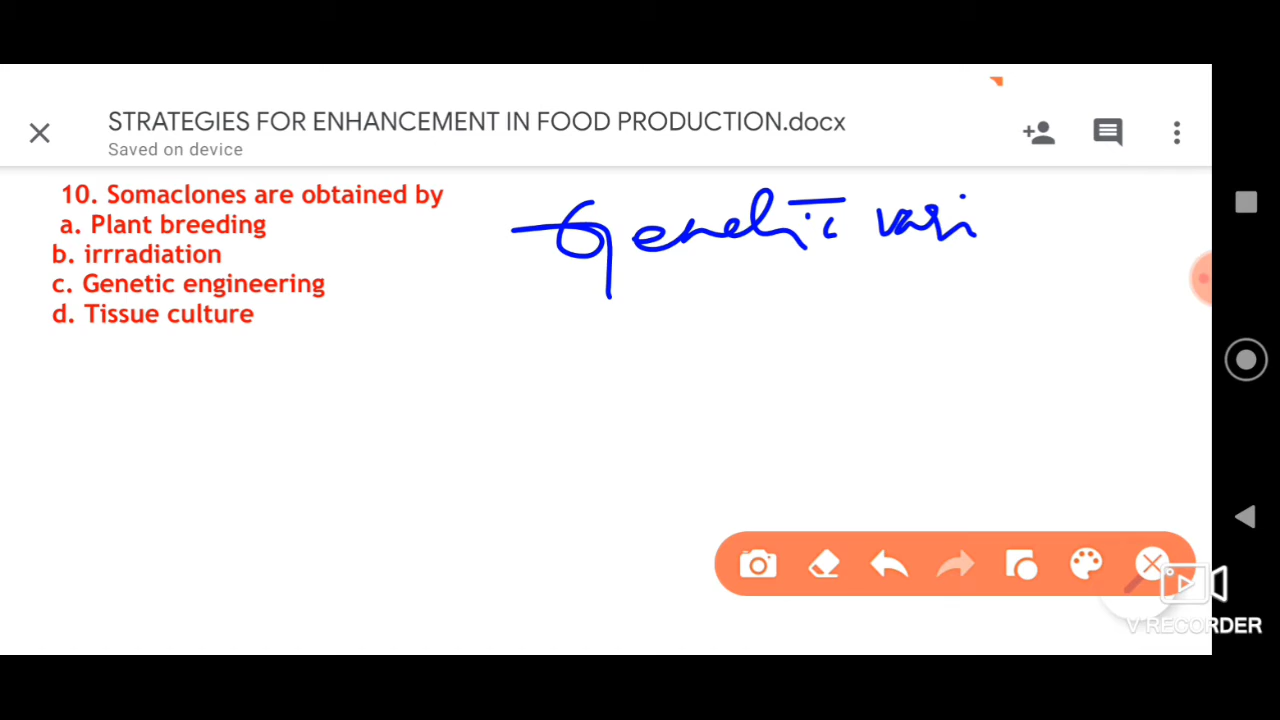 STRATEGIES FOR ENHANCEMENT IN FOOD PRODUCTION.docx
Saved on device
10. Somaclones are obtained by
a. Plant breeding
b. irrradiation
c. Genetic engineering
d. Tissue culture
Genetic vari
V RECORDER